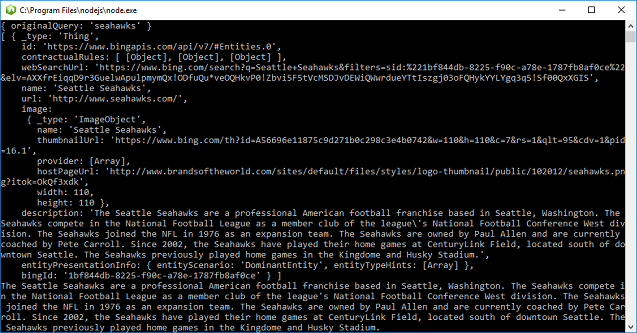 C:\Program Files\nodejs\node.exe
{ originalQuery: 'seahawks' }
[ { _type: 'Thing',
id: 'https://www.bingapis.com/api/v7/#Entities.0',
contractualRules: [ [Object], [Object], [Object] ],
webSearchUrl: 'https://www.bing.com/search?q=Seattle+Seahawks&filters=sid:%221bf844db-8225-f90c-a78e-1787fb8af0ce%22
&elv=AXXfrEiqqD9r3GuelwApulpmymQx!ODfuQu*veOQHkvP0!Zbvi5F5tVcMSDJvDEWiQWwrdueYTtIszgj03oFQHykYYLYgq3q5!Sf00QxXGIS',
name: 'Seattle Seahawks',
url: 'http://www.seahawks.com/',
image:
{ _type: 'ImageObject',
name: 'Seattle Seahawks',
thumbnailUrl: 'https://www.bing.com/th?id=A56696e11875c9d271b0c298c3e4b0742&w=110&h=110&c=7&rs=1&qlt=95&cdv=1&pid
=16.1',
provider: [Array],
hostPageUrl: 'http://www.brandsoftheworld.com/sites/default/files/styles/logo-thumbnail/public/102012/seahawks.pn
g?itok=OkQf3xdk',
width: 110,
height: 110 },
description: 'The Seattle Seahawks are a professional American football franchise based in Seattle, Washington. The
Seahawks compete in the National Football League as a member club of the league\'s National Football Conference West div
ision. The Seahawks joined the NFL in 1976 as an expansion team. The Seahawks are owned by Paul Allen and are currently
coached by Pete Carroll. Since 2002, the Seahawks have played their home games at CenturyLink Field, located south of do
wntown Seattle. The Seahawks previously played home games in the Kingdome and Husky Stadium.',
entityPresentationInfo: { entityScenario: 'DominantEntity', entityTypeHints: [Array] },
bingId: '1bf844db-8225-f90c-a78e-1787fb8af0ce' } ]
The Seattle Seahawks are a professional American football franchise based in Seattle, Washington. The Seahawks compete i
n the National Football League as a member club of the league's National Football Conference West division. The Seahawks
joined the NFL in 1976 as an expansion team. The Seahawks are owned by Paul Allen and are currently coached by Pete Car
roll. Since 2002, the Seahawks have played their home games at CenturyLink Field, located south of downtown Seattle. The
Seahawks previously played home games in the Kingdome and Husky Stadium.